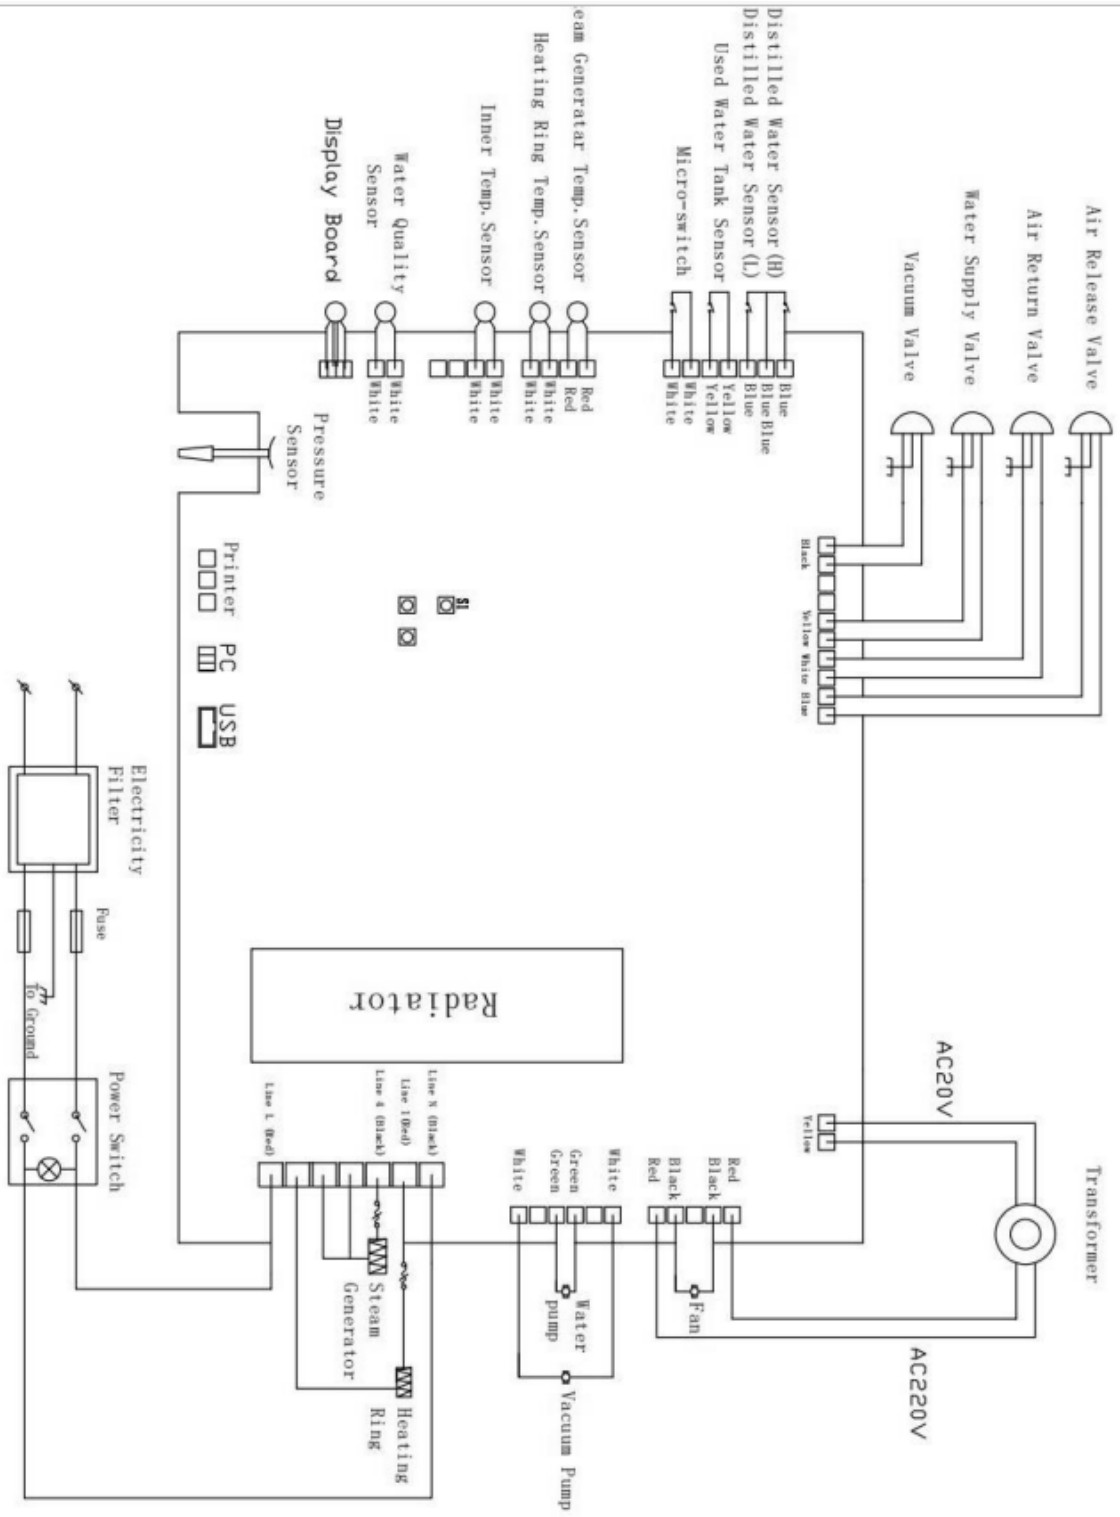 Air Release Valve
Air Return Valve
Water Supply Valve
Vacuum Valve
Distilled Water Sensor(H)
Distilled Water Sensor(L)
Used Water Tank Sensor
Micro-switch
eam Generatar Temp.Sensor
Heating Ring Temp.Sensor
Inner Temp.Sensor
Water Quality
Sensor
Display Board
Blue
Blue
Blue
Blue
Yellow
Yellow
White
White
Red
Red
White
White
White
White
White
White
Pressure
Sensor
Black
Yellow
White
Blue
S1
Printer
PC
USB
Electricity
Filter
Fuse
To Ground
Power Switch
Radiator
Line N (Black)
Line 1(Red)
Line 4 (Black)
Line L (Red)
AC20V
Yellow
Transformer
AC220V
Red
Black
Black
Red
Fan
White
Green
Green
White
Water
pump
Vacuum Pump
Steam
Generator
Heating
Ring